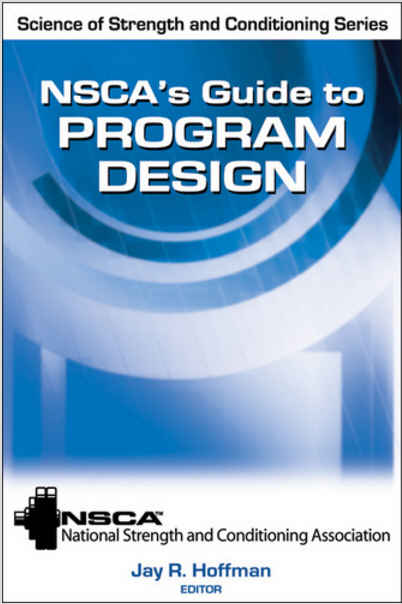 Science of Strength and Conditioning Series
NSCA's Guide to
PROGRAM
DESIGN
NSCA™
National Strength and Conditioning Association
Jay R. Hoffman
EDITOR